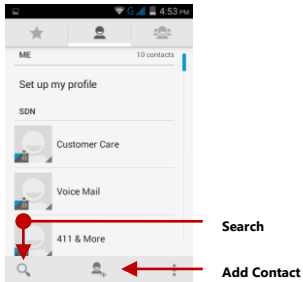 G 4:53 PM
ME 10 contacts
Set up my profile
SDN
Customer Care
Voice Mail
411 & More
Search
Add Contact